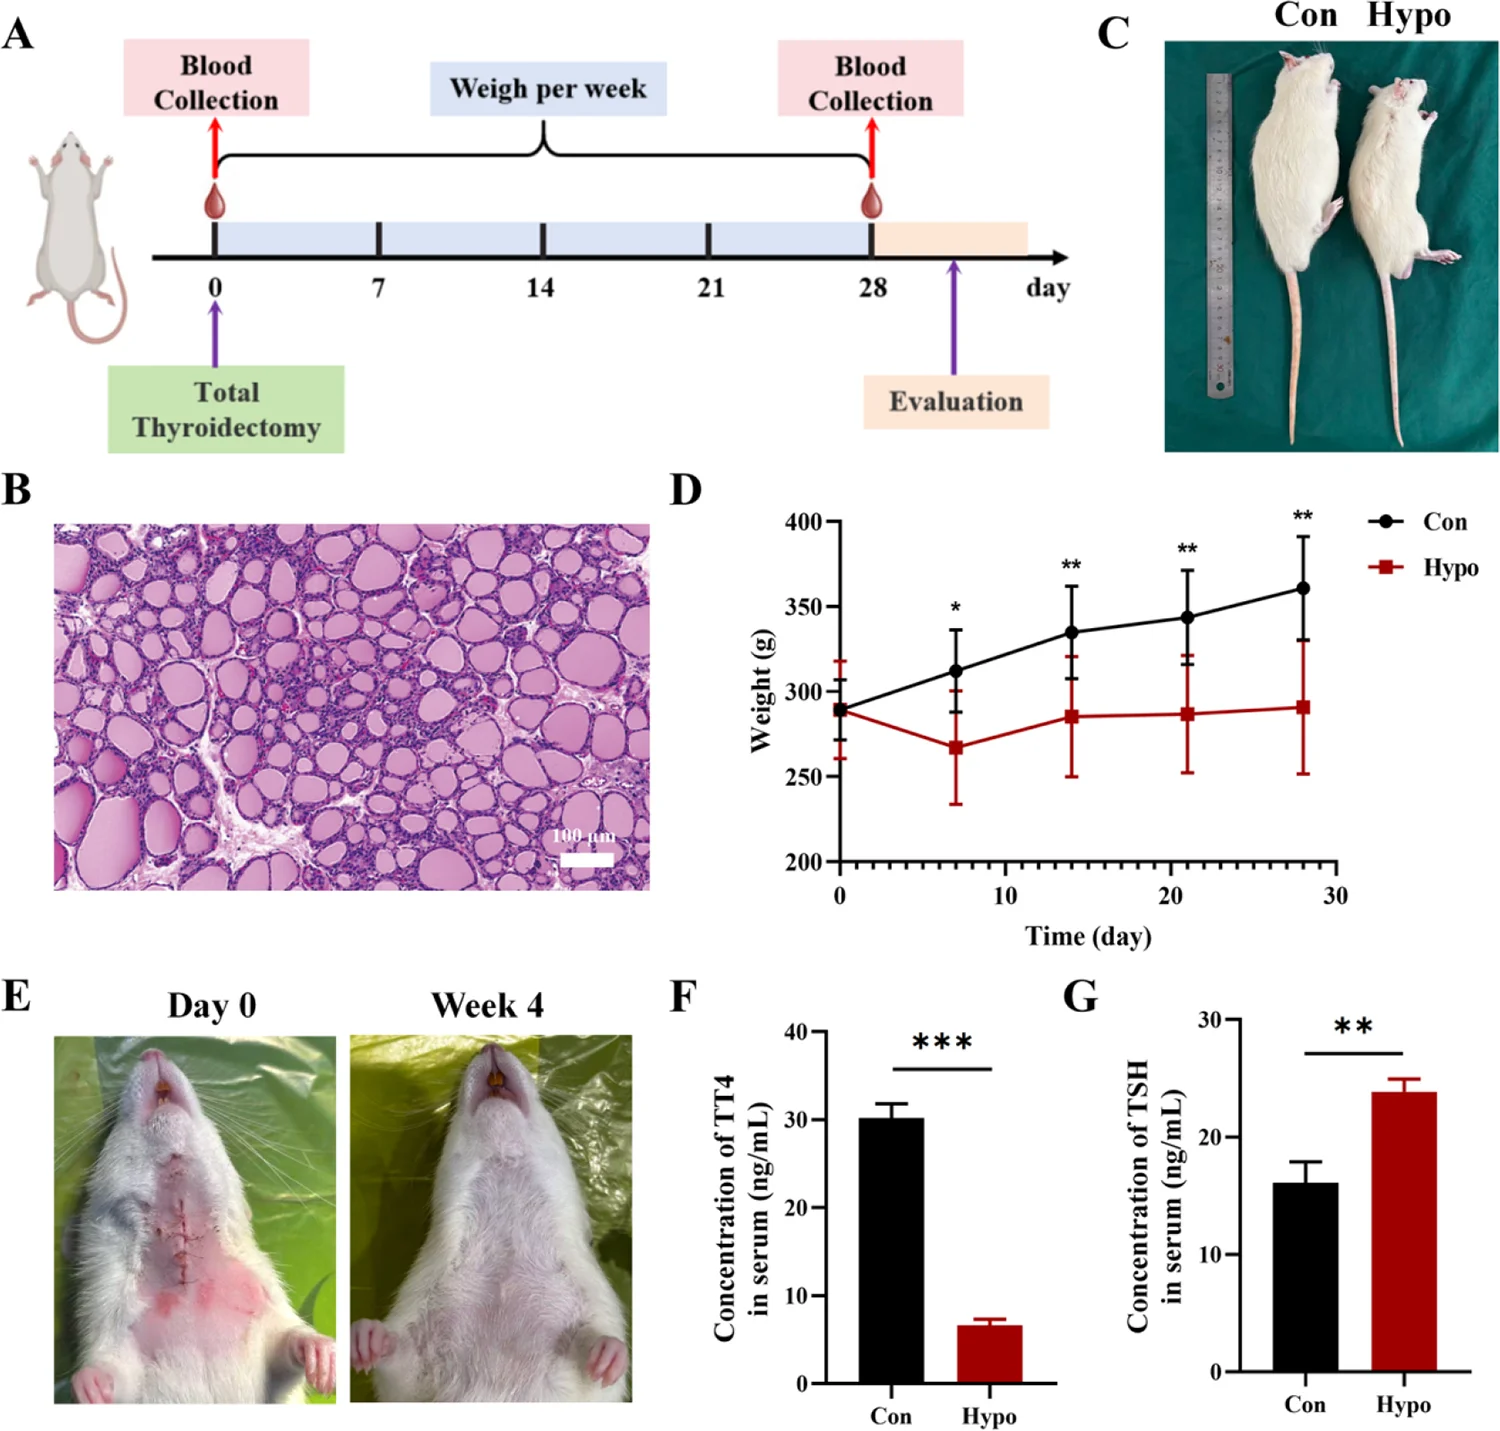 A
Blood
Collection
Weigh per week
Blood
Collection
0
7
14
21
28
day
Total
Thyroidectomy
Evaluation
C
Con
Hypo
B
100 μm
D
400
350
300
250
200
Weight (g)
*
**
**
**
Con
Hypo
0
10
20
30
Time (day)
E
Day 0
Week 4
F
40
30
20
10
0
Concentration of TT4
in serum (ng/mL)
***
Con
Hypo
G
30
20
10
0
Concentration of TSH
in serum (ng/mL)
**
Con
Hypo